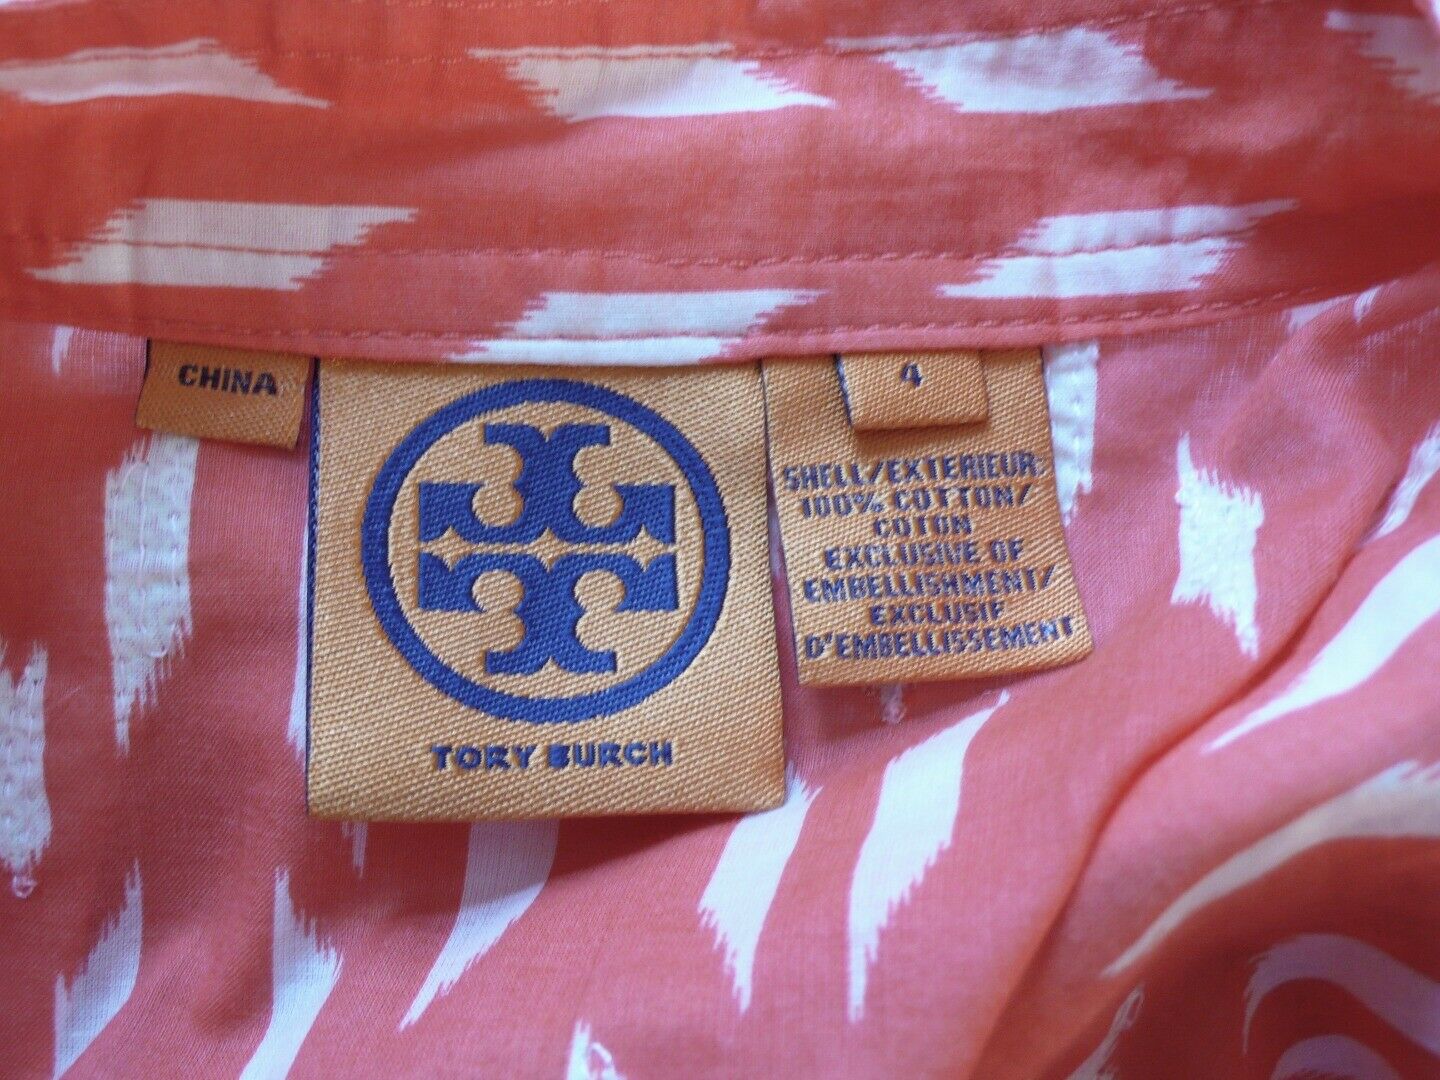 CHINA
TORY BURCH
4
SHELL/EXTERIEUR:
100% COTTON/
COTON
EXCLUSIVE OF
EMBELLISHMENT/
EXCLUSIF
D'EMBELLISSEMENT